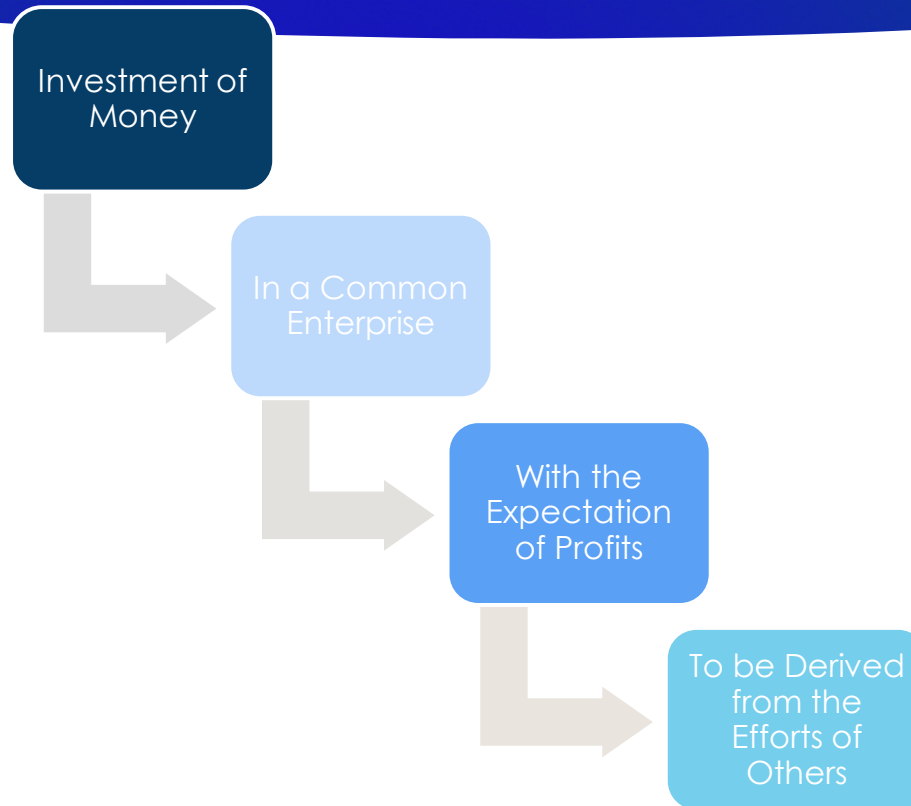 Investment of
Money
In a Common
Enterprise
With the
Expectation
of Profits
To be Derived
from the
Efforts of
Others